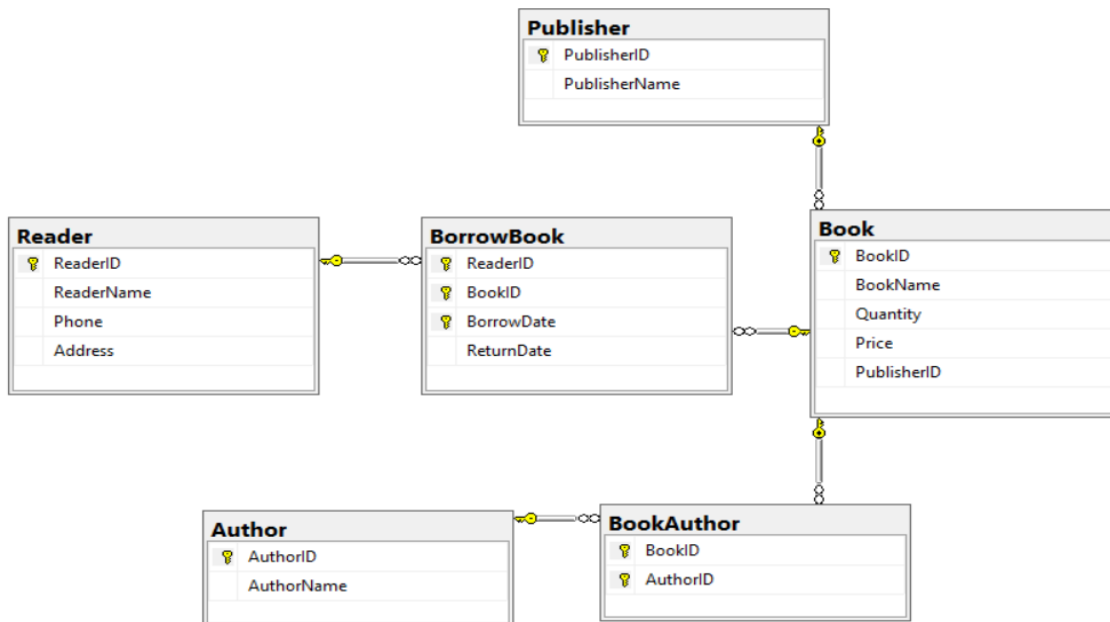 Publisher
PublisherID
PublisherName
Reader
ReaderID
ReaderName
Phone
Address
BorrowBook
ReaderID
BookID
BorrowDate
ReturnDate
Book
BookID
BookName
Quantity
Price
PublisherID
Author
AuthorID
AuthorName
BookAuthor
BookID
AuthorID